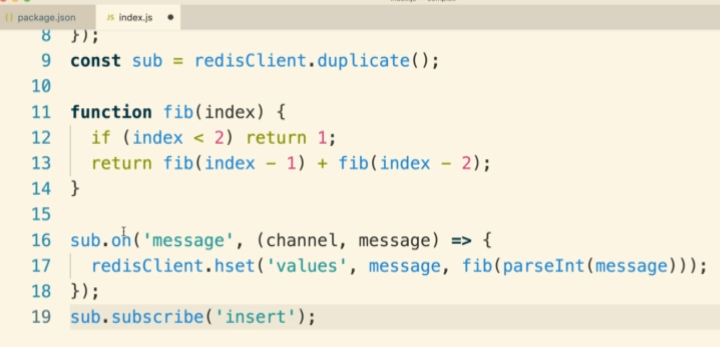 {} package.json JS index.js
8 });
9 const sub = redisClient.duplicate();
10
11 function fib(index) {
12 if (index < 2) return 1;
13 return fib(index - 1) + fib(index - 2);
14 }
15
16 sub.on('message', (channel, message) => {
17 redisClient.hset('values', message, fib(parseInt(message)));
18 });
19 sub.subscribe('insert');